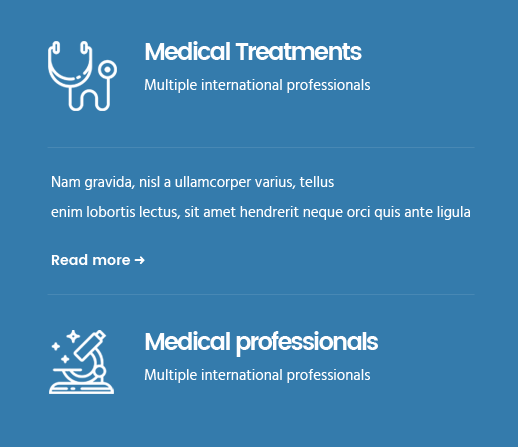 Medical Treatments
Multiple international professionals
Nam gravida, nisl a ullamcorper varius, tellus
enim lobortis lectus, sit amet hendrerit neque orci quis ante ligula
Read more →
Medical professionals
Multiple international professionals